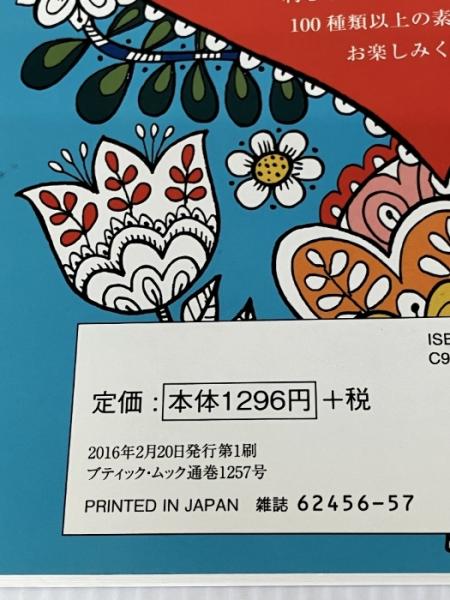 100種類以上の素
お楽しみく
ISB
C9
定価：本体1296円＋税
2016年2月20日発行第1刷
ブティック・ムック通巻1257号
PRINTED IN JAPAN 雑誌 62456-57